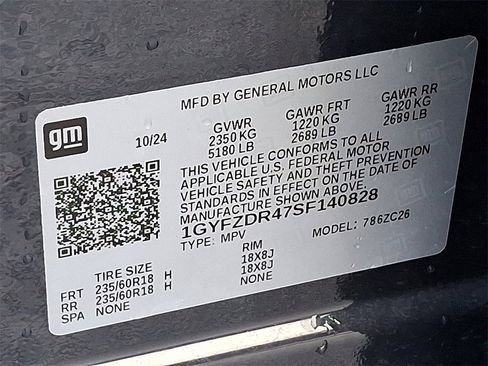 MFD BY GENERAL MOTORS LLC
gm
10/24
GVWR
2350 KG
5180 LB
GAWR FRT
1220 KG
2689 LB
GAWR RR
1220 KG
2689 LB
THIS VEHICLE CONFORMS TO ALL
APPLICABLE U.S. FEDERAL MOTOR
VEHICLE SAFETY AND THEFT PREVENTION
STANDARDS IN EFFECT ON THE DATE OF
MANUFACTURE SHOWN ABOVE.
1GYFZDR47SF140828
TYPE: MPV
MODEL: 786ZC26
TIRE SIZE
RIM
FRT 235/60R18 H 18X8J
RR 235/60R18 H 18X8J
SPA NONE NONE